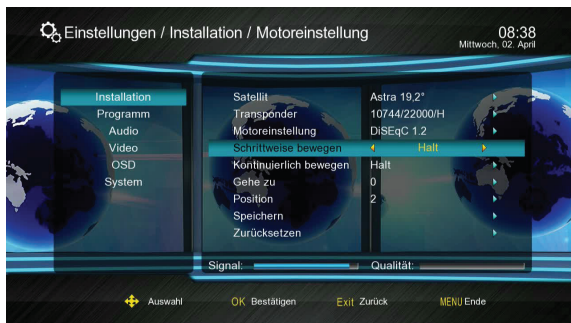 Einstellungen / Installation / Motoreinstellung
08:38
Mittwoch, 02. April
Installation
Programm
Audio
Video
OSD
System
Satellit Astra 19,2°
Transponder 10744/22000/H
Motoreinstellung DiSEqC 1.2
Schrittweise bewegen Halt
Kontinuierlich bewegen Halt
Gehe zu 0
Position 2
Speichern
Zurücksetzen
Signal: Qualität:
Auswahl OK Bestätigen Exit Zurück MENU Ende